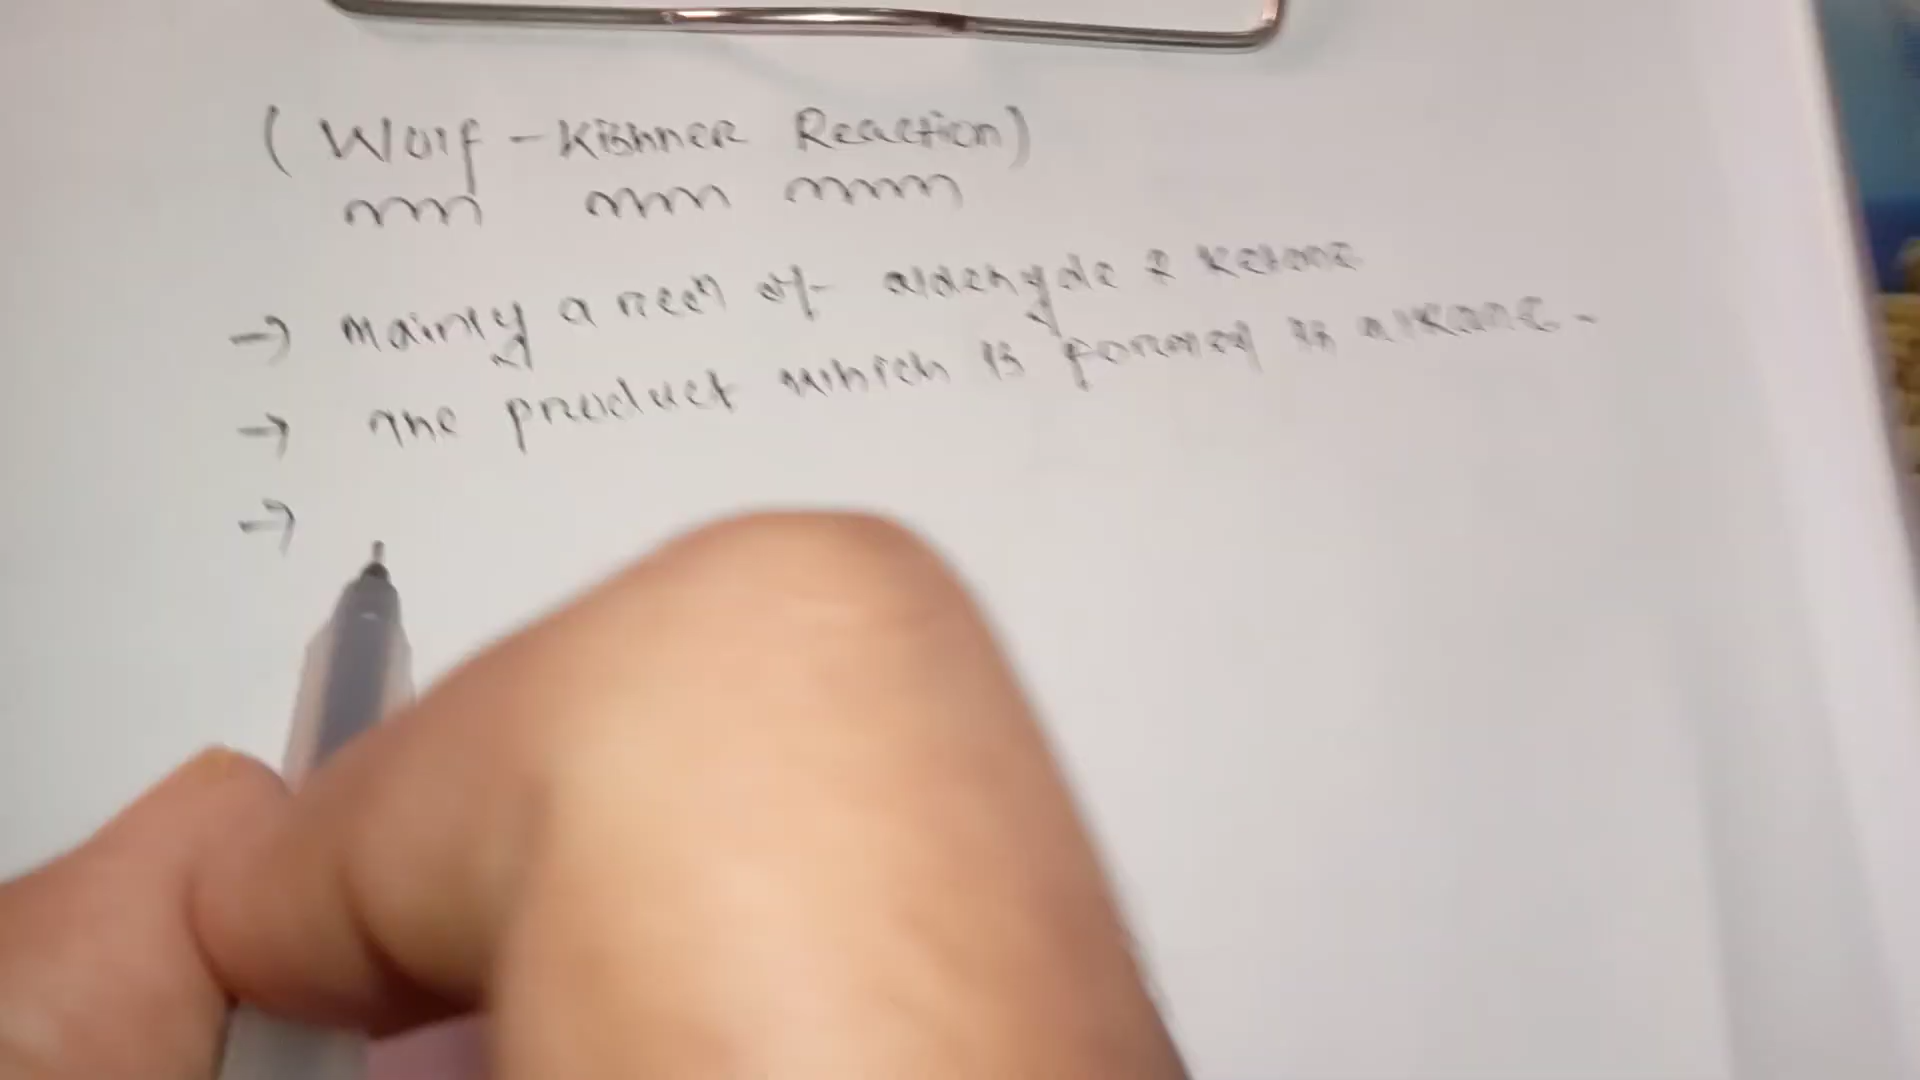 (Wolf - Kishner Reaction)
→ mainly a reen of aldehyde & ketone
→ The product which is formed is alkane.
→